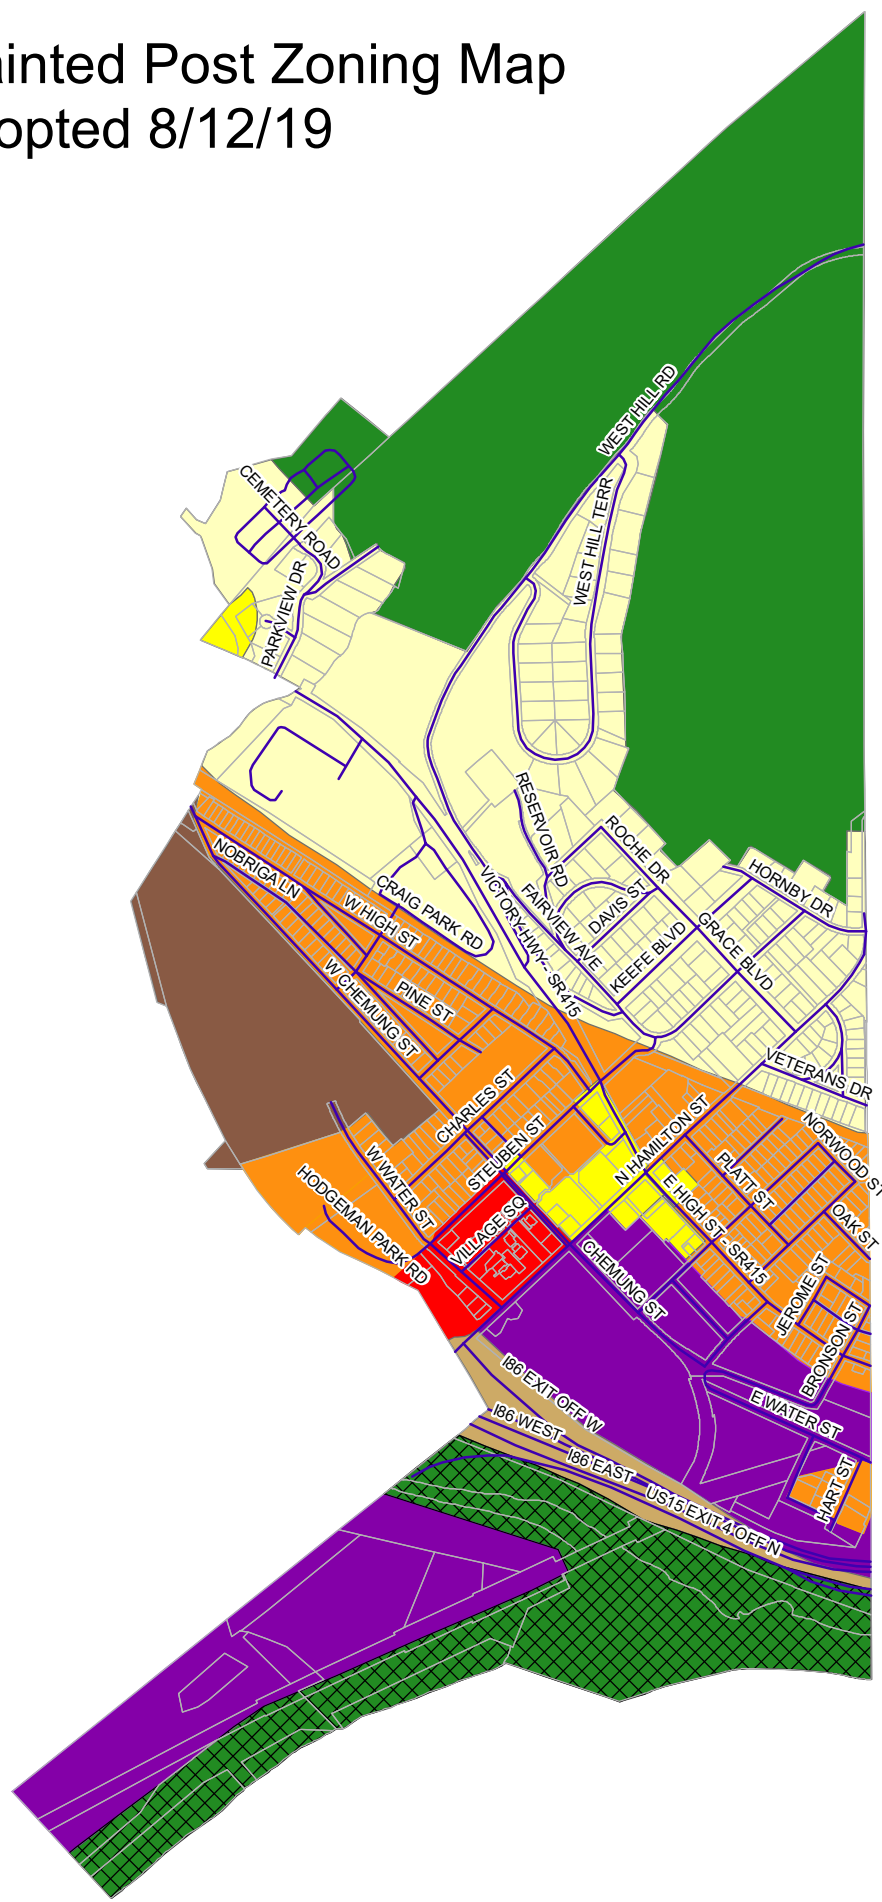 ainted Post Zoning Map
opted 8/12/19
WEST HILL RD
CEMETERY ROAD
WEST HILL TERR
PARKVIEW DR
RESERVOIR RD
ROCHE DR
HORNBY DR
NOBRIGA LN
CRAIG PARK RD
VICTORY HWY - SR415
FAIRVIEW AVE
DAVIS ST
W HIGH ST
KEEFE BLVD
GRACE BLVD
W CHEMUNG ST
PINE ST
VETERANS DR
CHARLES ST
N HAMILTON ST
NORWOOD ST
STEUBEN ST
W WATER ST
PLATT ST
HODGEMAN PARK RD
VILLAGE SQ
E HIGH ST - SR415
OAK ST
CHEMUNG ST
JEROME ST
BRONSON ST
I86 EXIT OFF W
E WATER ST
I86 WEST
I86 EAST
HART ST
US15 EXIT 4 OFF N